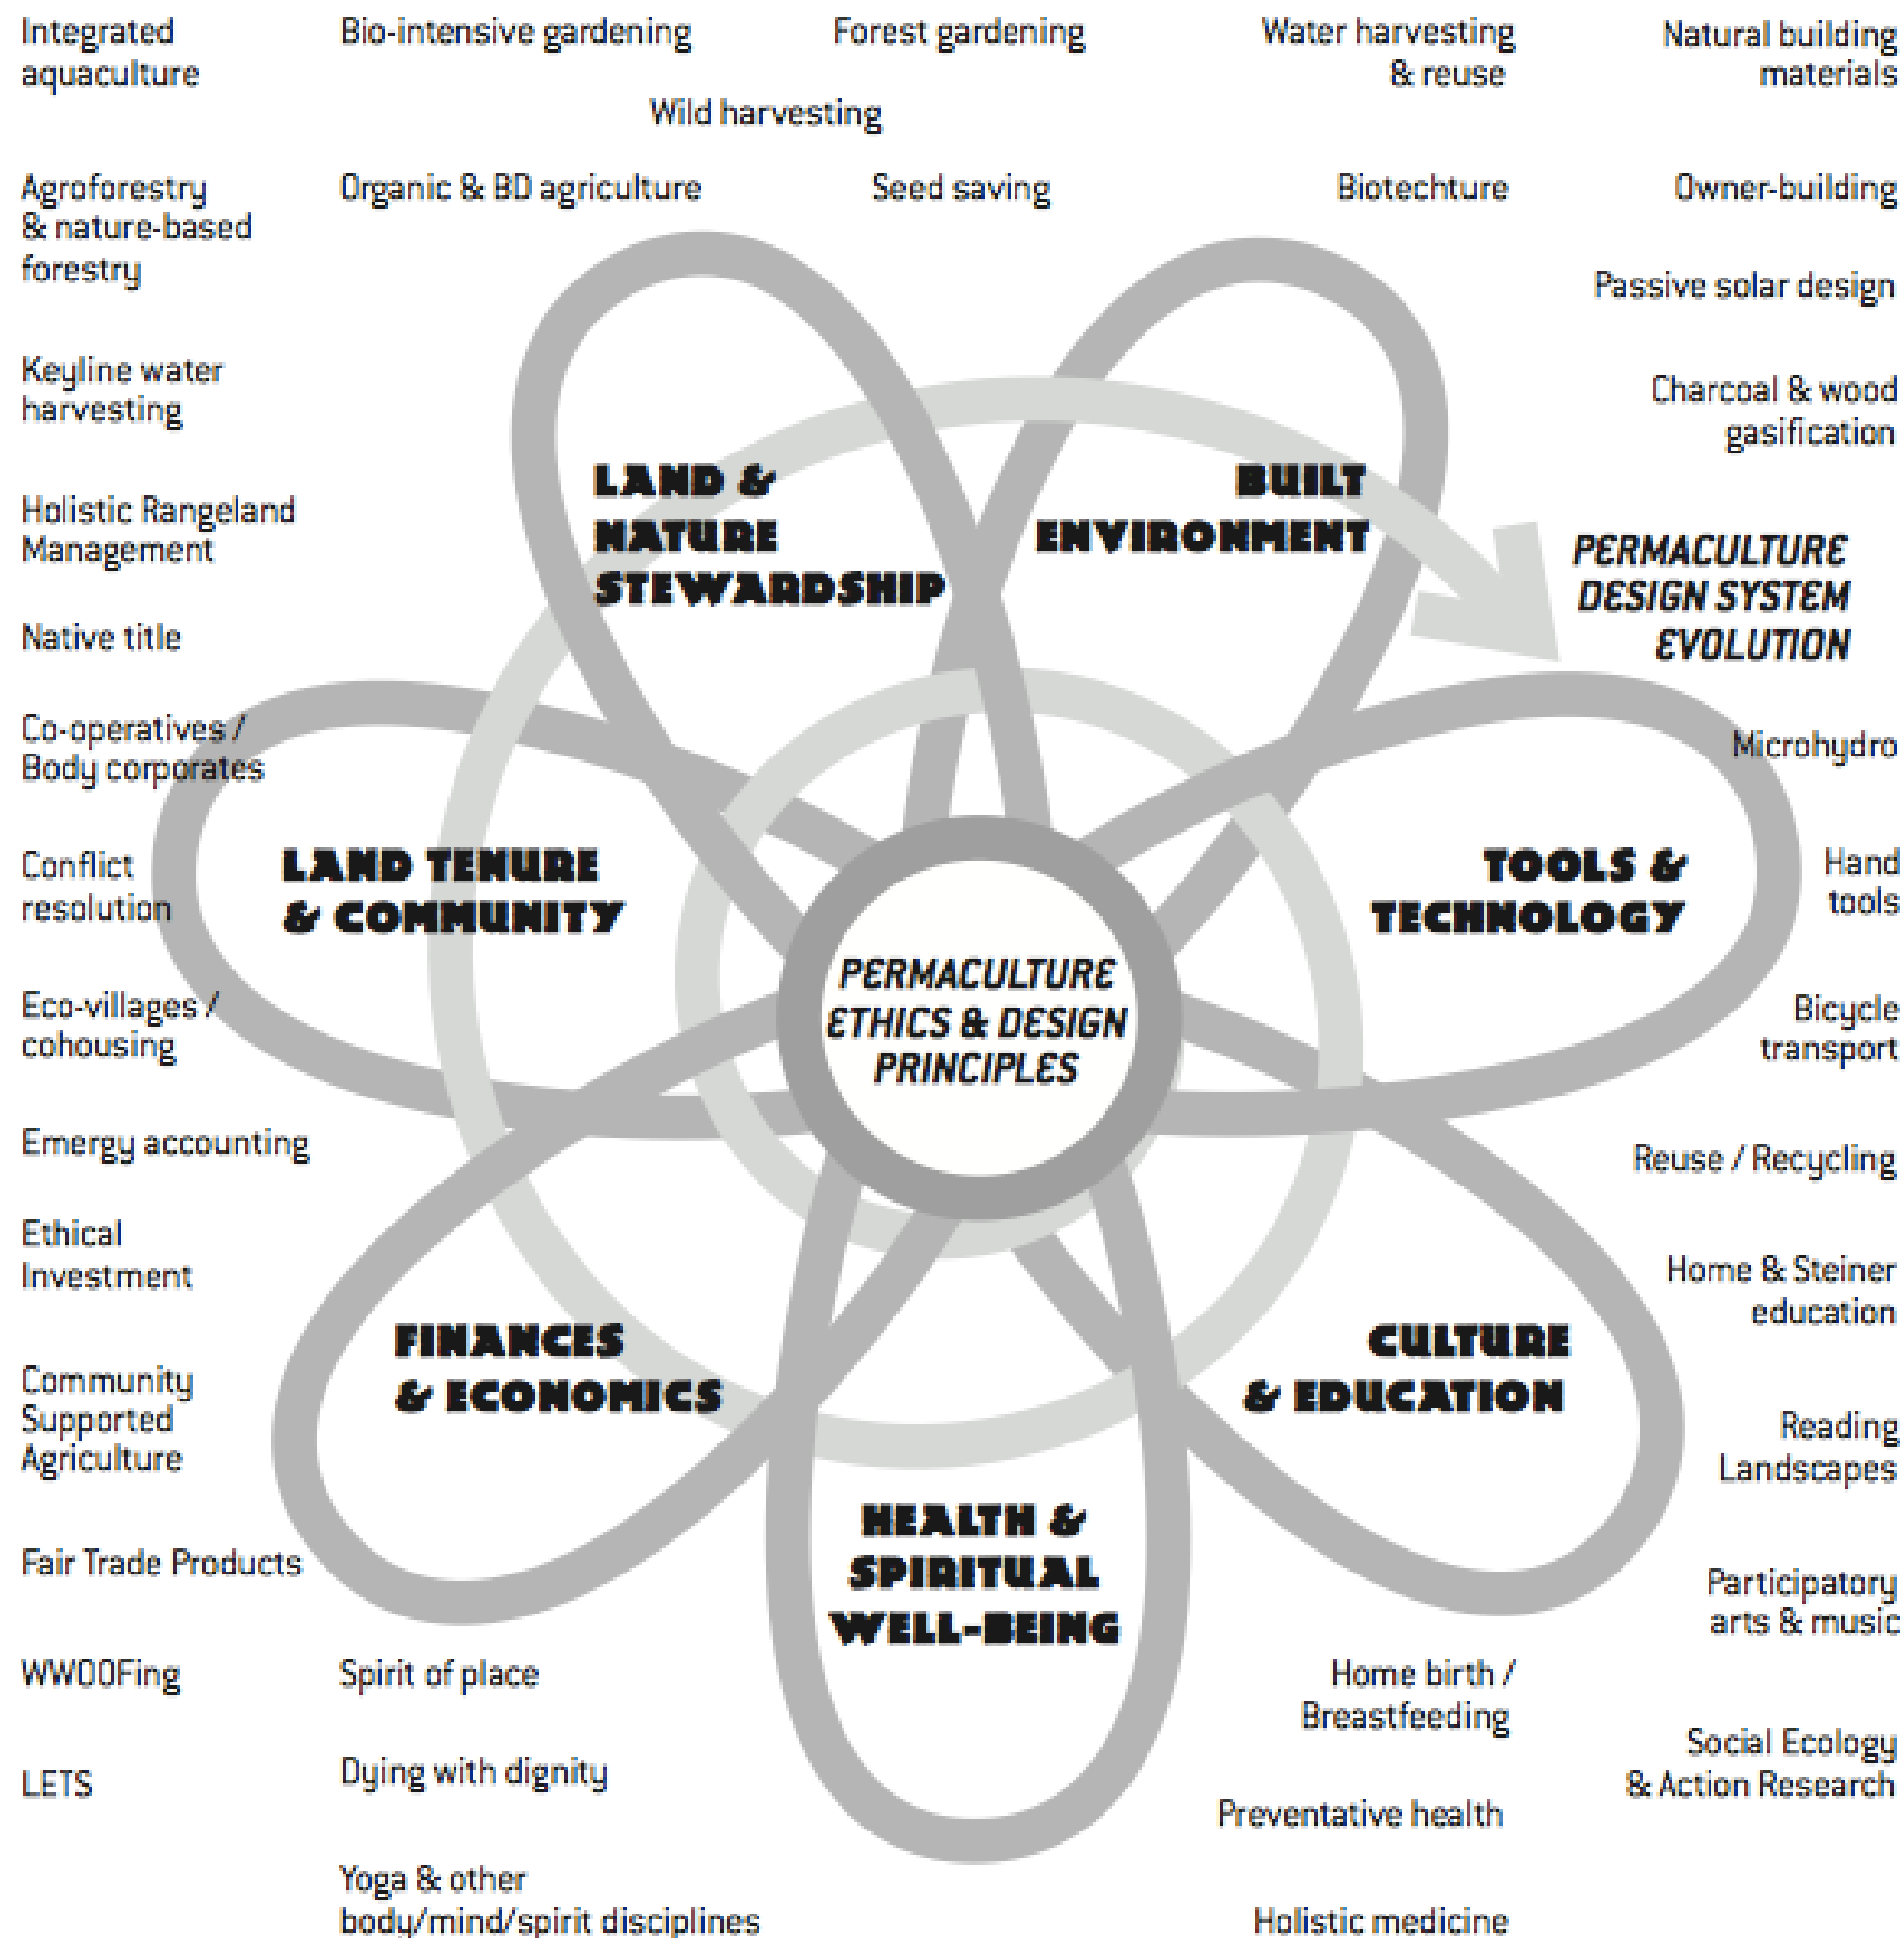 Integrated
aquaculture
Bio-intensive gardening
Forest gardening
Water harvesting
& reuse
Natural building
materials
Wild harvesting
Agroforestry
& nature-based
forestry
Organic & BD agriculture
Seed saving
Biotechture
Owner-building
Passive solar design
Keyline water
harvesting
Charcoal & wood
gasification
LAND &
NATURE
STEWARDSHIP
BUILT
ENVIRONMENT
Holistic Rangeland
Management
PERMACULTURE
DESIGN SYSTEM
EVOLUTION
Native title
Co-operatives /
Body corporates
Microhydro
Conflict
resolution
LAND TENURE
& COMMUNITY
TOOLS &
TECHNOLOGY
Hand
tools
PERMACULTURE
ETHICS & DESIGN
PRINCIPLES
Eco-villages /
cohousing
Bicycle
transport
Emergy accounting
Reuse / Recycling
Ethical
Investment
Home & Steiner
education
FINANCES
& ECONOMICS
CULTURE
& EDUCATION
Community
Supported
Agriculture
Reading
Landscapes
HEALTH &
SPIRITUAL
WELL-BEING
Fair Trade Products
Participatory
arts & music
WWOOFing
Spirit of place
Home birth /
Breastfeeding
Social Ecology
& Action Research
LETS
Dying with dignity
Preventative health
Yoga & other
body/mind/spirit disciplines
Holistic medicine